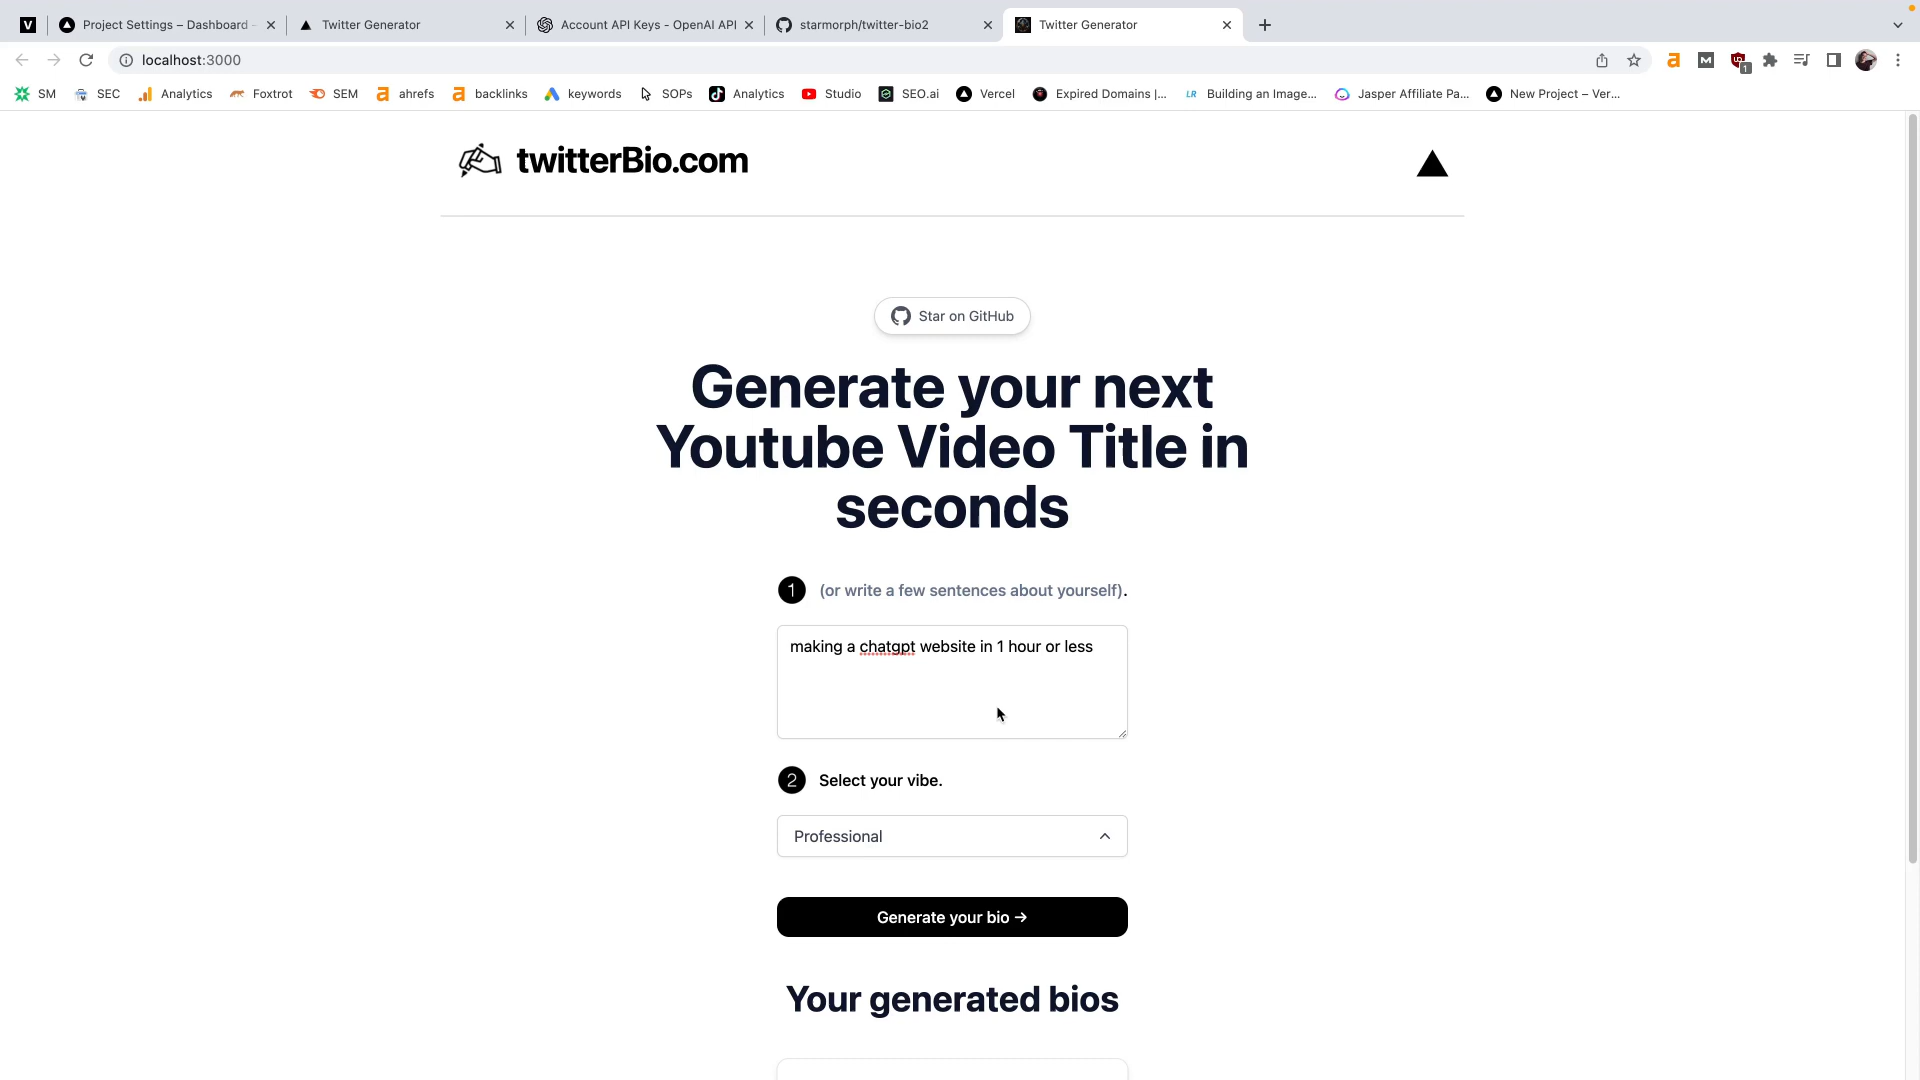 Project Settings – Dashboard
Twitter Generator
Account API Keys - OpenAI API
starmorph/twitter-bio2
Twitter Generator
localhost:3000
1
SM
SEC
Analytics
Foxtrot
SEM
ahrefs
backlinks
keywords
SOPs
Analytics
Studio
SEO.ai
Vercel
Expired Domains |...
LR Building an Image...
Jasper Affiliate Pa...
New Project – Ver...
twitterBio.com
Star on GitHub
Generate your next
Youtube Video Title in
seconds
1 (or write a few sentences about yourself).
making a chatgpt website in 1 hour or less
2 Select your vibe.
Professional
Generate your bio →
Your generated bios